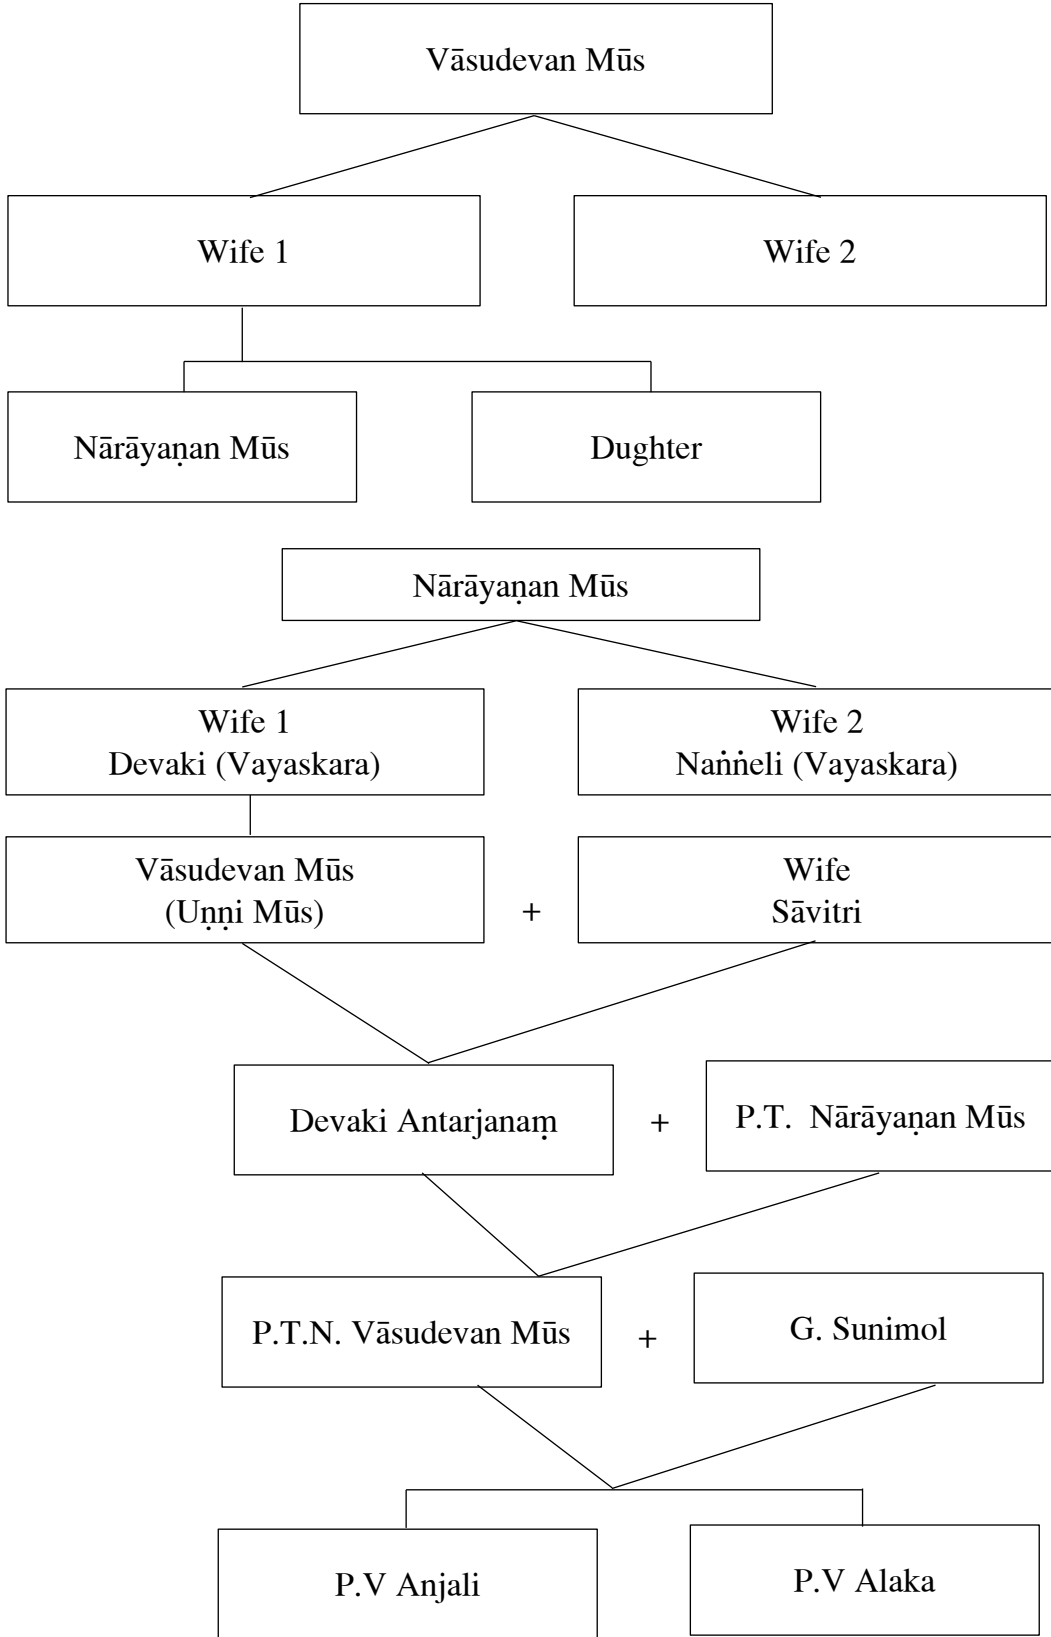 Vāsudevan Mūs
Wife 1
Wife 2
Nārāyaṇan Mūs
Dughter
Nārāyaṇan Mūs
Wife 1
Devaki (Vayaskara)
Wife 2
Naṅṅeli (Vayaskara)
Vāsudevan Mūs
(Uṇṇi Mūs)
+
Wife
Sāvitri
Devaki Antarjanaṃ
+
P.T. Nārāyaṇan Mūs
P.T.N. Vāsudevan Mūs
+
G. Sunimol
P.V Anjali
P.V Alaka